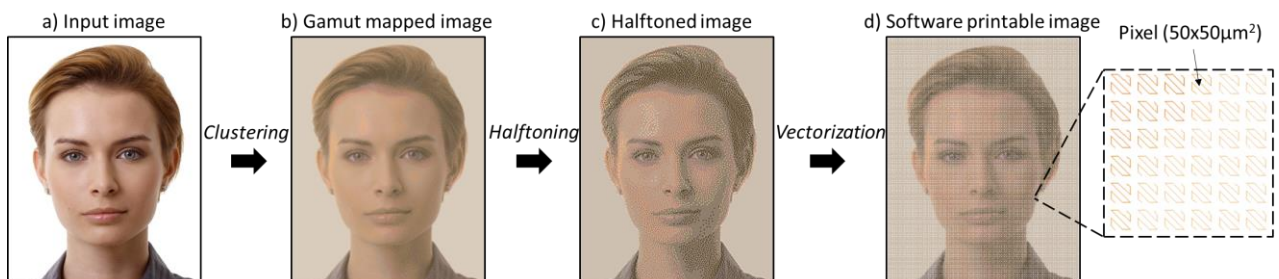 a) Input image
b) Gamut mapped image
c) Halftoned image
d) Software printable image
Pixel (50x50µm²)
Clustering
Halftoning
Vectorization